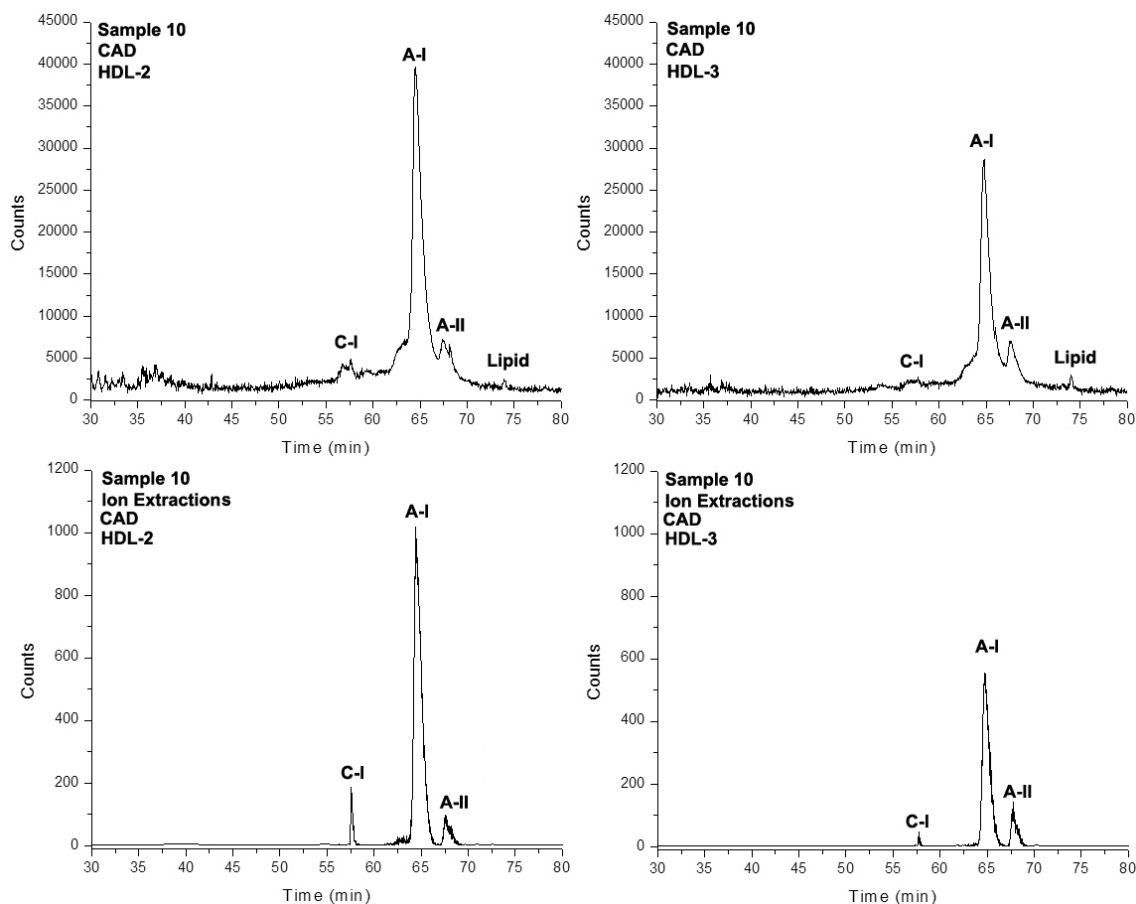 Sample 10
CAD
HDL-2
A-I
C-I
A-II
Lipid
Counts
45000
40000
35000
30000
25000
20000
15000
10000
5000
0
30 35 40 45 50 55 60 65 70 75 80
Time (min)
Sample 10
CAD
HDL-3
A-I
C-I
A-II
Lipid
Counts
45000
40000
35000
30000
25000
20000
15000
10000
5000
0
30 35 40 45 50 55 60 65 70 75 80
Time (min)
Sample 10
Ion Extractions
CAD
HDL-2
A-I
C-I
A-II
Counts
1200
1000
800
600
400
200
0
30 35 40 45 50 55 60 65 70 75 80
Time (min)
Sample 10
Ion Extractions
CAD
HDL-3
A-I
C-I
A-II
Counts
1200
1000
800
600
400
200
0
30 35 40 45 50 55 60 65 70 75 80
Time (min)